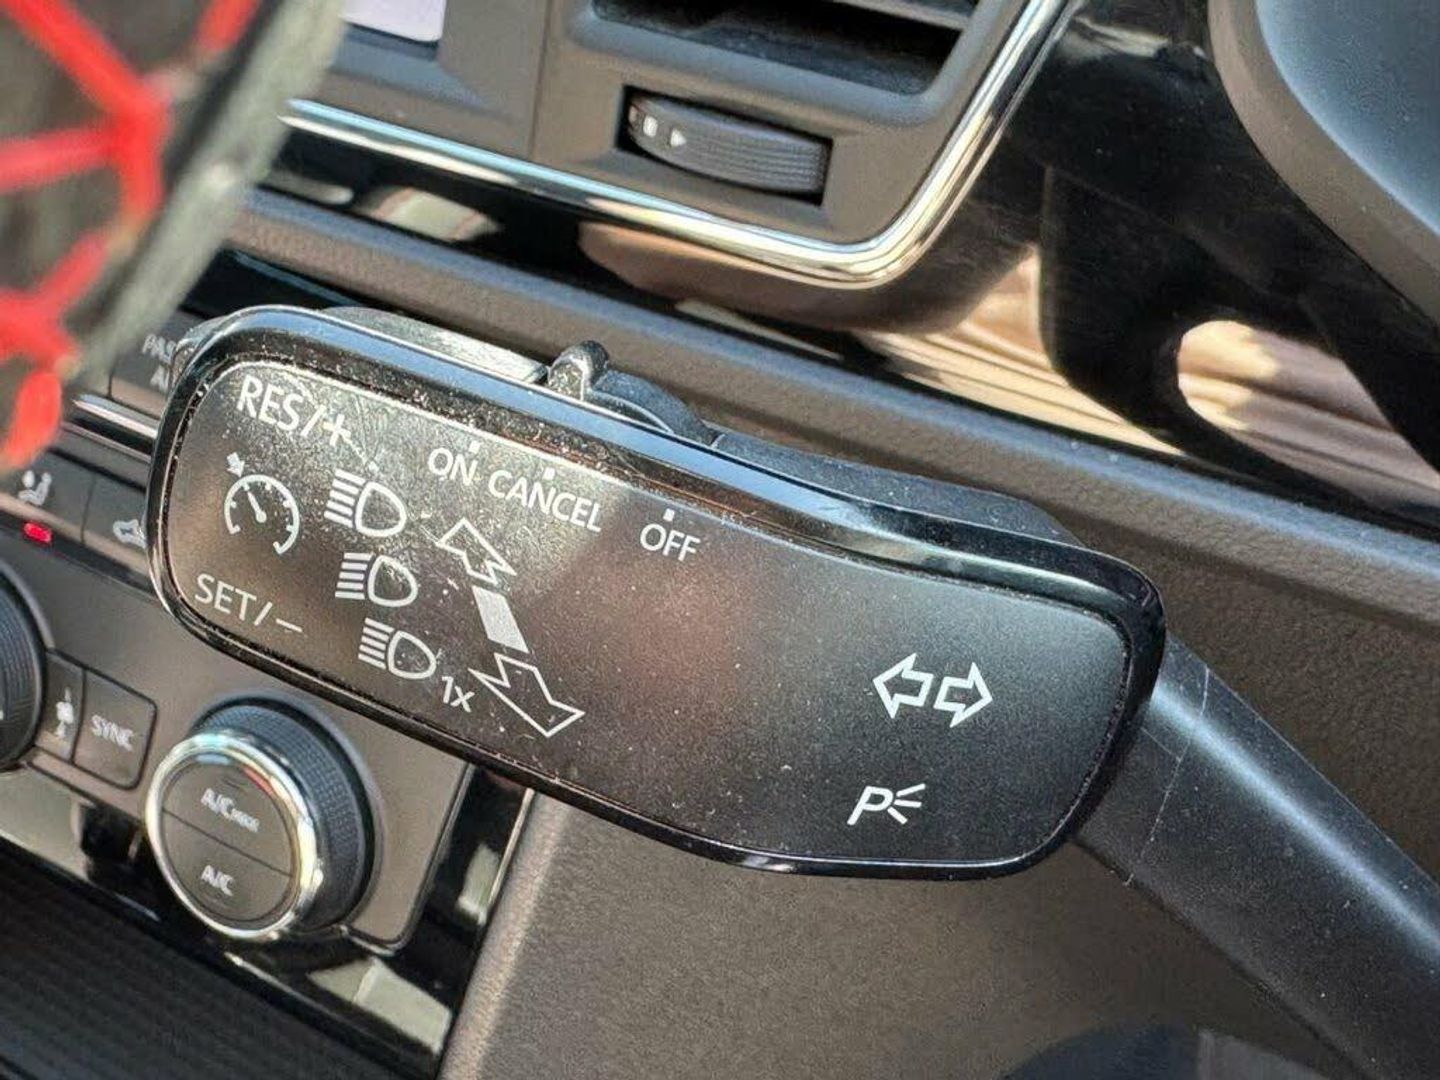 RES/+
ON CANCEL OFF
SET/−
1x
P
SYNC
A/C
A/C